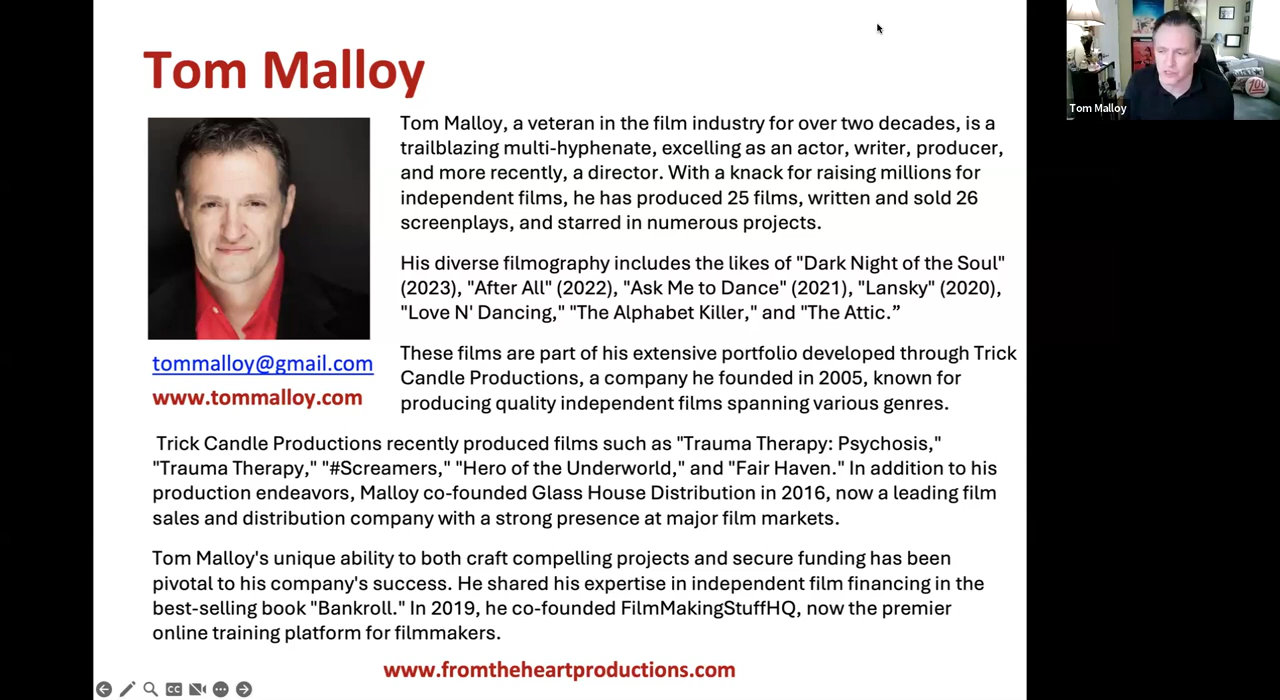 Tom Malloy
Tom Malloy
Tom Malloy, a veteran in the film industry for over two decades, is a
trailblazing multi-hyphenate, excelling as an actor, writer, producer,
and more recently, a director. With a knack for raising millions for
independent films, he has produced 25 films, written and sold 26
screenplays, and starred in numerous projects.
His diverse filmography includes the likes of "Dark Night of the Soul"
(2023), "After All" (2022), "Ask Me to Dance" (2021), "Lansky" (2020),
"Love N' Dancing," "The Alphabet Killer," and "The Attic.”
tommalloy@gmail.com
www.tommalloy.com
These films are part of his extensive portfolio developed through Trick
Candle Productions, a company he founded in 2005, known for
producing quality independent films spanning various genres.
Trick Candle Productions recently produced films such as "Trauma Therapy: Psychosis,"
"Trauma Therapy," "#Screamers," "Hero of the Underworld," and "Fair Haven." In addition to his
production endeavors, Malloy co-founded Glass House Distribution in 2016, now a leading film
sales and distribution company with a strong presence at major film markets.
Tom Malloy's unique ability to both craft compelling projects and secure funding has been
pivotal to his company's success. He shared his expertise in independent film financing in the
best-selling book "Bankroll." In 2019, he co-founded FilmMakingStuffHQ, now the premier
online training platform for filmmakers.
www.fromtheheartproductions.com
CC
100